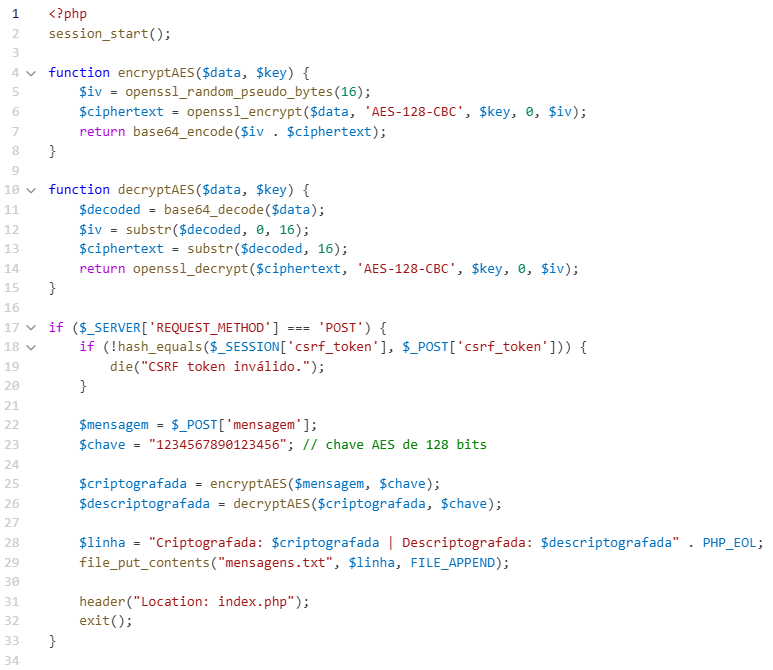 1 <?php
2 session_start();
3
4 function encryptAES($data, $key) {
5     $iv = openssl_random_pseudo_bytes(16);
6     $ciphertext = openssl_encrypt($data, 'AES-128-CBC', $key, 0, $iv);
7     return base64_encode($iv . $ciphertext);
8 }
9
10 function decryptAES($data, $key) {
11     $decoded = base64_decode($data);
12     $iv = substr($decoded, 0, 16);
13     $ciphertext = substr($decoded, 16);
14     return openssl_decrypt($ciphertext, 'AES-128-CBC', $key, 0, $iv);
15 }
16
17 if ($_SERVER['REQUEST_METHOD'] === 'POST') {
18     if (!hash_equals($_SESSION['csrf_token'], $_POST['csrf_token'])) {
19         die("CSRF token inválido.");
20     }
21
22     $mensagem = $_POST['mensagem'];
23     $chave = "1234567890123456"; // chave AES de 128 bits
24
25     $criptografada = encryptAES($mensagem, $chave);
26     $descriptografada = decryptAES($criptografada, $chave);
27
28     $linha = "Criptografada: $criptografada | Descriptografada: $descriptografada" . PHP_EOL;
29     file_put_contents("mensagens.txt", $linha, FILE_APPEND);
30
31     header("Location: index.php");
32     exit();
33 }
34